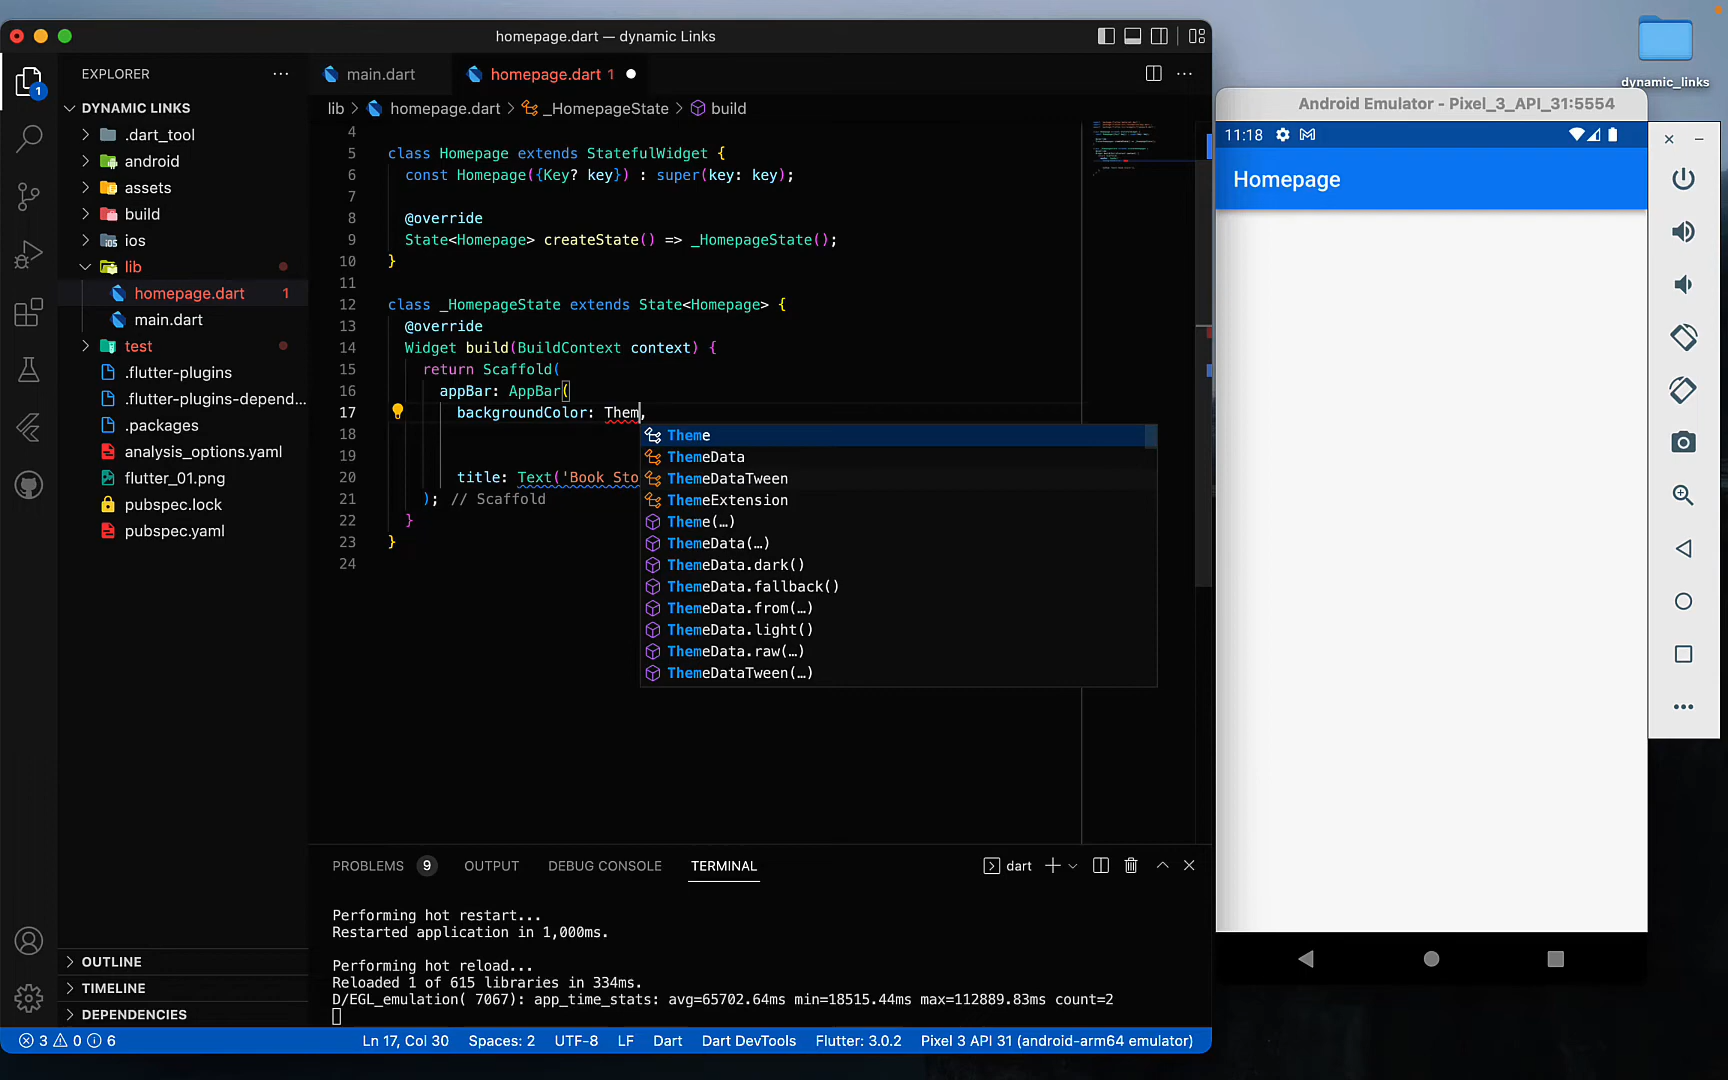 homepage.dart — dynamic Links
EXPLORER
main.dart
homepage.dart 1
DYNAMIC LINKS
lib > homepage.dart > _HomepageState > build
.dart_tool
android
assets
build
ios
lib
homepage.dart 1
main.dart
test
.flutter-plugins
.flutter-plugins-depend...
.packages
analysis_options.yaml
flutter_01.png
pubspec.lock
pubspec.yaml
OUTLINE
TIMELINE
DEPENDENCIES
1
4
5 class Homepage extends StatefulWidget {
6 const Homepage({Key? key}) : super(key: key);
7
8 @override
9 State<Homepage> createState() => _HomepageState();
10 }
11
12 class _HomepageState extends State<Homepage> {
13 @override
14 Widget build(BuildContext context) {
15 return Scaffold(
16 appBar: AppBar(
17 backgroundColor: Them,
18
19
20 title: Text('Book Sto
21 ); // Scaffold
22 }
23 }
24
Theme
ThemeData
ThemeDataTween
ThemeExtension
Theme(…)
ThemeData(…)
ThemeData.dark()
ThemeData.fallback()
ThemeData.from(…)
ThemeData.light()
ThemeData.raw(…)
ThemeDataTween(…)
PROBLEMS 9 OUTPUT DEBUG CONSOLE TERMINAL
dart
Performing hot restart...
Restarted application in 1,000ms.
Performing hot reload...
Reloaded 1 of 615 libraries in 334ms.
D/EGL_emulation( 7067): app_time_stats: avg=65702.64ms min=18515.44ms max=112889.83ms count=2
3 0 6
Ln 17, Col 30 Spaces: 2 UTF-8 LF Dart Dart DevTools Flutter: 3.0.2 Pixel 3 API 31 (android-arm64 emulator)
dynamic_links
Android Emulator - Pixel_3_API_31:5554
11:18
Homepage